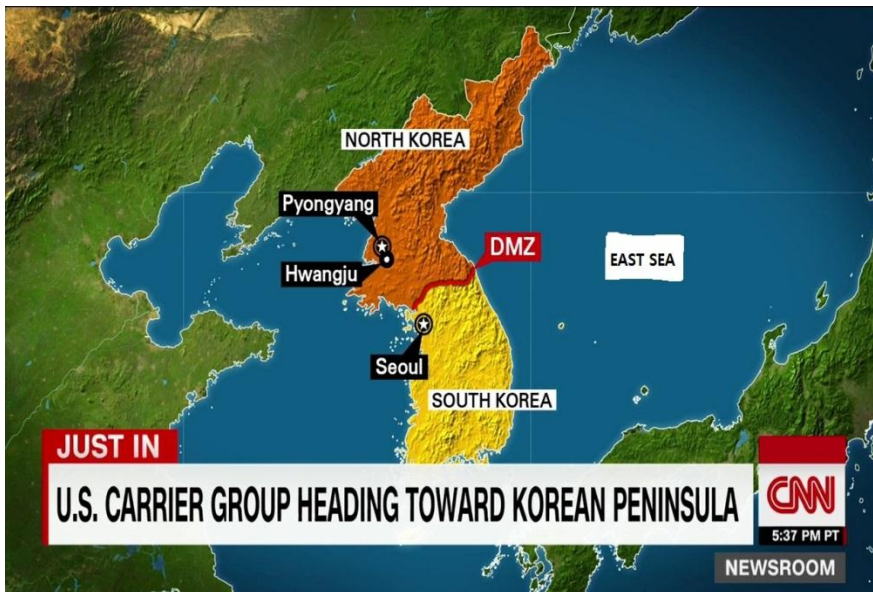 NORTH KOREA
Pyongyang
DMZ
EAST SEA
Hwangju
Seoul
SOUTH KOREA
JUST IN
U.S. CARRIER GROUP HEADING TOWARD KOREAN PENINSULA
CNN
5:37 PM PT
NEWSROOM